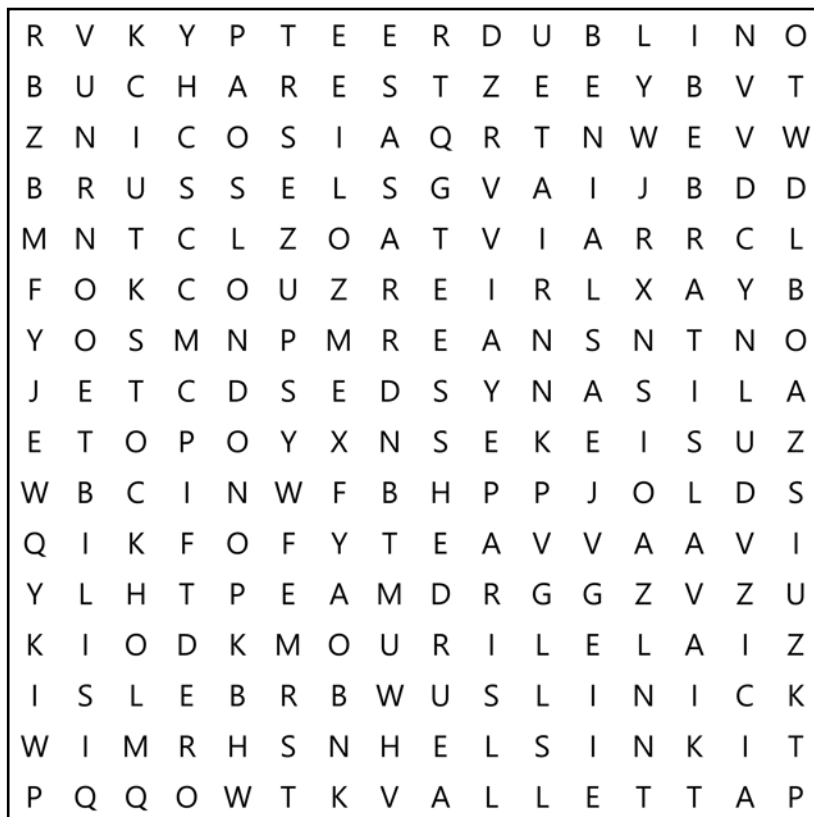 R V K Y P T E E R D U B L I N O
B U C H A R E S T Z E E Y B V T
Z N I C O S I A Q R T N W E V W
B R U S S E L S G V A I J B D D
M N T C L Z O A T V I A R R C L
F O K C O U Z R E I R L X A Y B
Y O S M N P M R E A N S N T N O
J E T C D S E D S Y N A S I L A
E T O P O Y X N S E K E I S U Z
W B C I N W F B H P P J O L D S
Q I K F O F Y T E A V V A A V I
Y L H T P E A M D R G G Z V Z U
K I O D K M O U R I L E L A I Z
I S L E B R B W U S L I N I C K
W I M R H S N H E L S I N K I T
P Q Q O W T K V A L L E T T A P